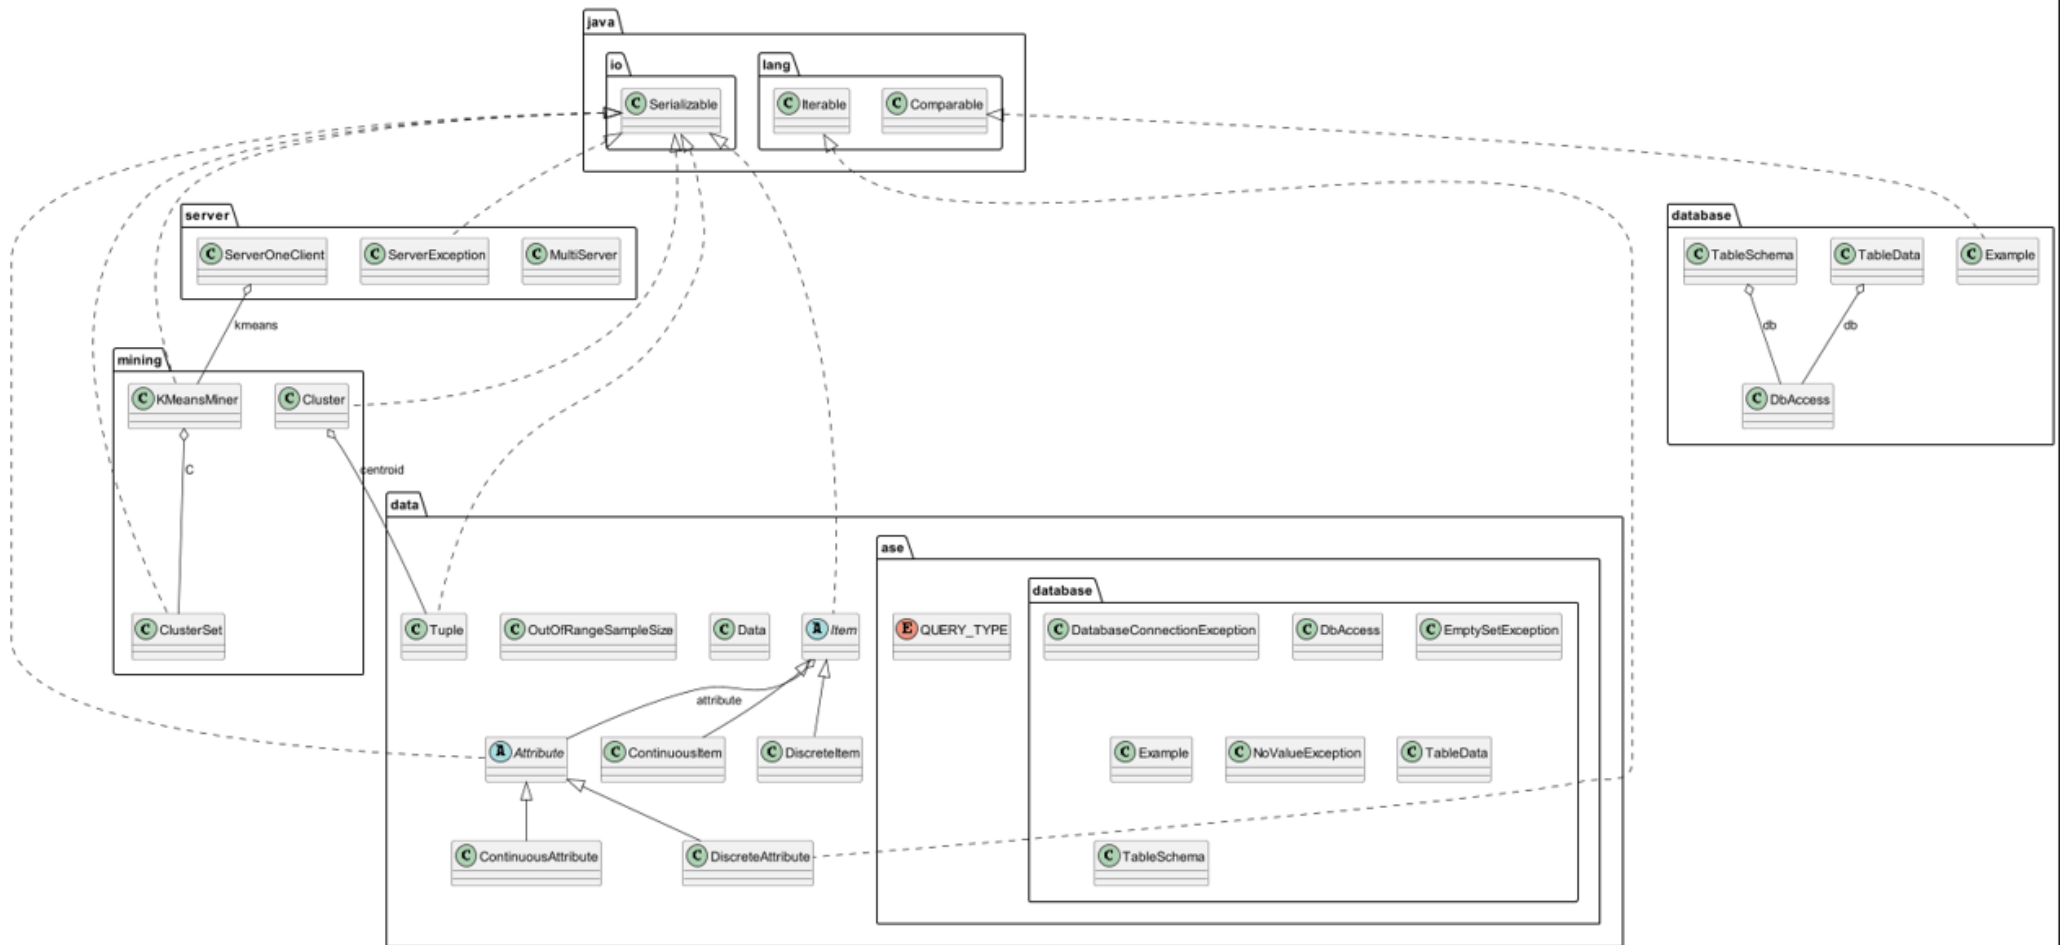 java
io
lang
C Serializable
C Iterable
C Comparable
server
C ServerOneClient
C ServerException
C MultiServer
database
C TableSchema
C TableData
C Example
kmeans
db
db
mining
C KMeansMiner
C Cluster
C DbAccess
C
centroid
data
ase
database
C ClusterSet
C Tuple
C OutOfRangeSampleSize
C Data
A Item
E QUERY_TYPE
C DatabaseConnectionException
C DbAccess
C EmptySetException
attribute
A Attribute
C ContinuousItem
C DiscreteItem
C Example
C NoValueException
C TableData
C ContinuousAttribute
C DiscreteAttribute
C TableSchema